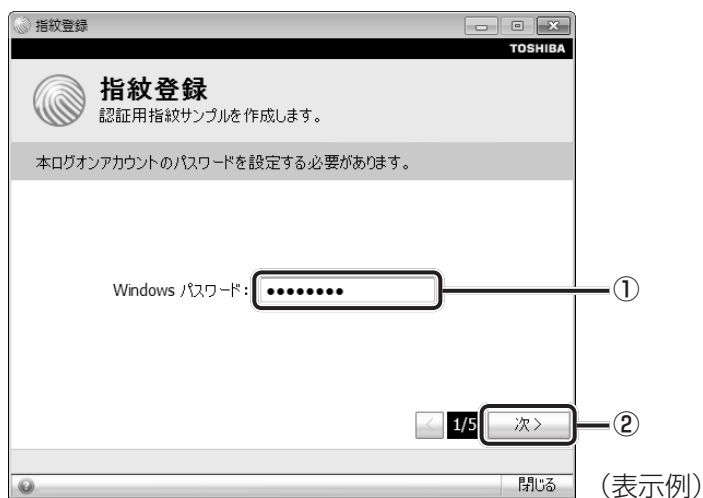 指紋登録
TOSHIBA
指紋登録
認証用指紋サンプルを作成します。
本ログオンアカウントのパスワードを設定する必要があります。
Windows パスワード: ●●●●●●●●
①
< 1/5 次 >
②
? 閉じる
（表示例）